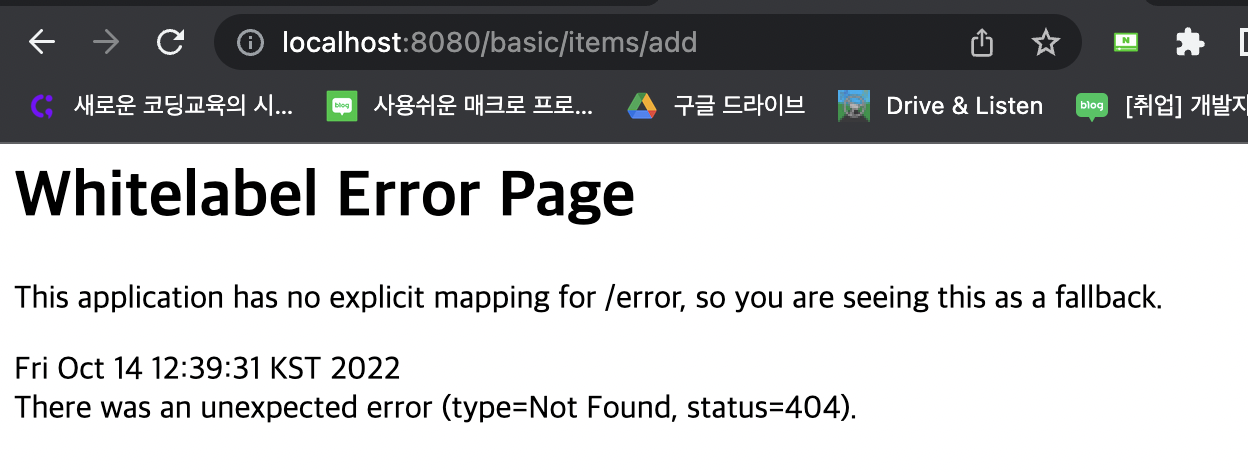 localhost:8080/basic/items/add
새로운 코딩교육의 시... 사용쉬운 매크로 프로... 구글 드라이브 Drive & Listen blog [취업] 개발자
Whitelabel Error Page
This application has no explicit mapping for /error, so you are seeing this as a fallback.
Fri Oct 14 12:39:31 KST 2022
There was an unexpected error (type=Not Found, status=404).